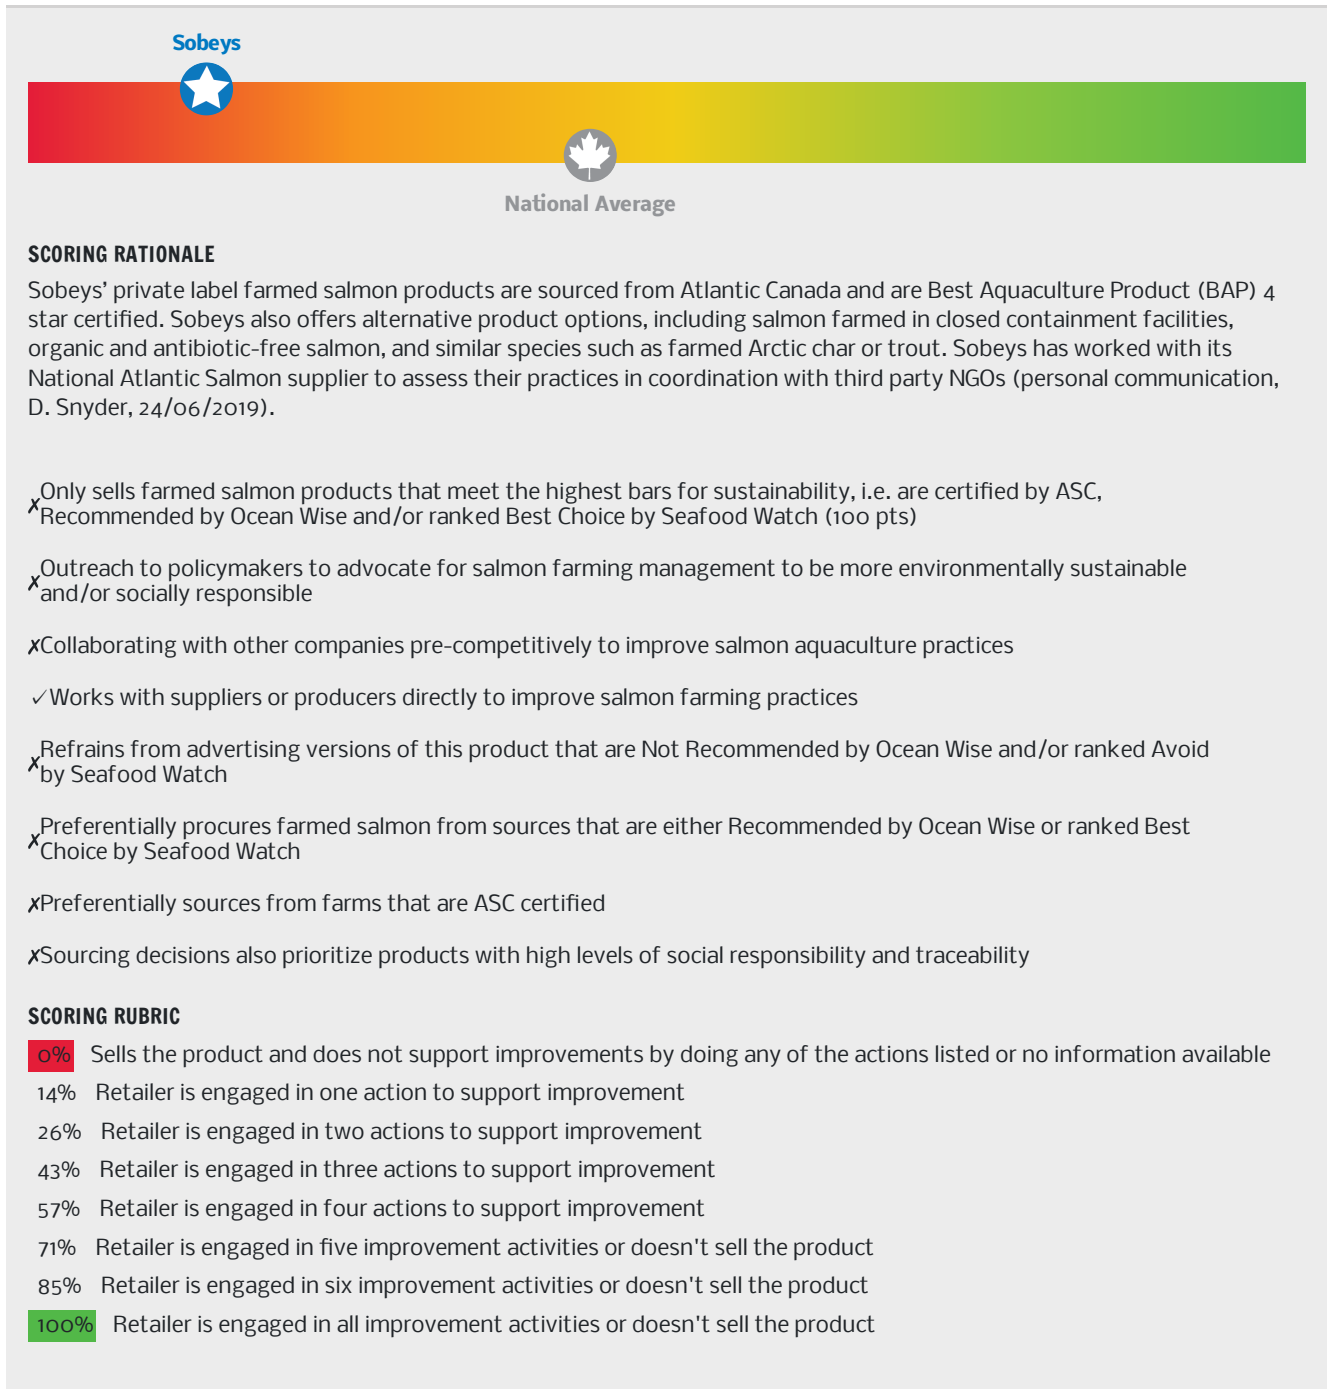 Sobeys
National Average
SCORING RATIONALE
Sobeys’ private label farmed salmon products are sourced from Atlantic Canada and are Best Aquaculture Product (BAP) 4
star certified. Sobeys also offers alternative product options, including salmon farmed in closed containment facilities,
organic and antibiotic-free salmon, and similar species such as farmed Arctic char or trout. Sobeys has worked with its
National Atlantic Salmon supplier to assess their practices in coordination with third party NGOs (personal communication,
D. Snyder, 24/06/2019).
✗Only sells farmed salmon products that meet the highest bars for sustainability, i.e. are certified by ASC,
Recommended by Ocean Wise and/or ranked Best Choice by Seafood Watch (100 pts)
✗Outreach to policymakers to advocate for salmon farming management to be more environmentally sustainable
and/or socially responsible
✗Collaborating with other companies pre-competitively to improve salmon aquaculture practices
✓Works with suppliers or producers directly to improve salmon farming practices
✗Refrains from advertising versions of this product that are Not Recommended by Ocean Wise and/or ranked Avoid
by Seafood Watch
✗Preferentially procures farmed salmon from sources that are either Recommended by Ocean Wise or ranked Best
Choice by Seafood Watch
✗Preferentially sources from farms that are ASC certified
✗Sourcing decisions also prioritize products with high levels of social responsibility and traceability
SCORING RUBRIC
0% Sells the product and does not support improvements by doing any of the actions listed or no information available
14% Retailer is engaged in one action to support improvement
26% Retailer is engaged in two actions to support improvement
43% Retailer is engaged in three actions to support improvement
57% Retailer is engaged in four actions to support improvement
71% Retailer is engaged in five improvement activities or doesn't sell the product
85% Retailer is engaged in six improvement activities or doesn't sell the product
100% Retailer is engaged in all improvement activities or doesn't sell the product